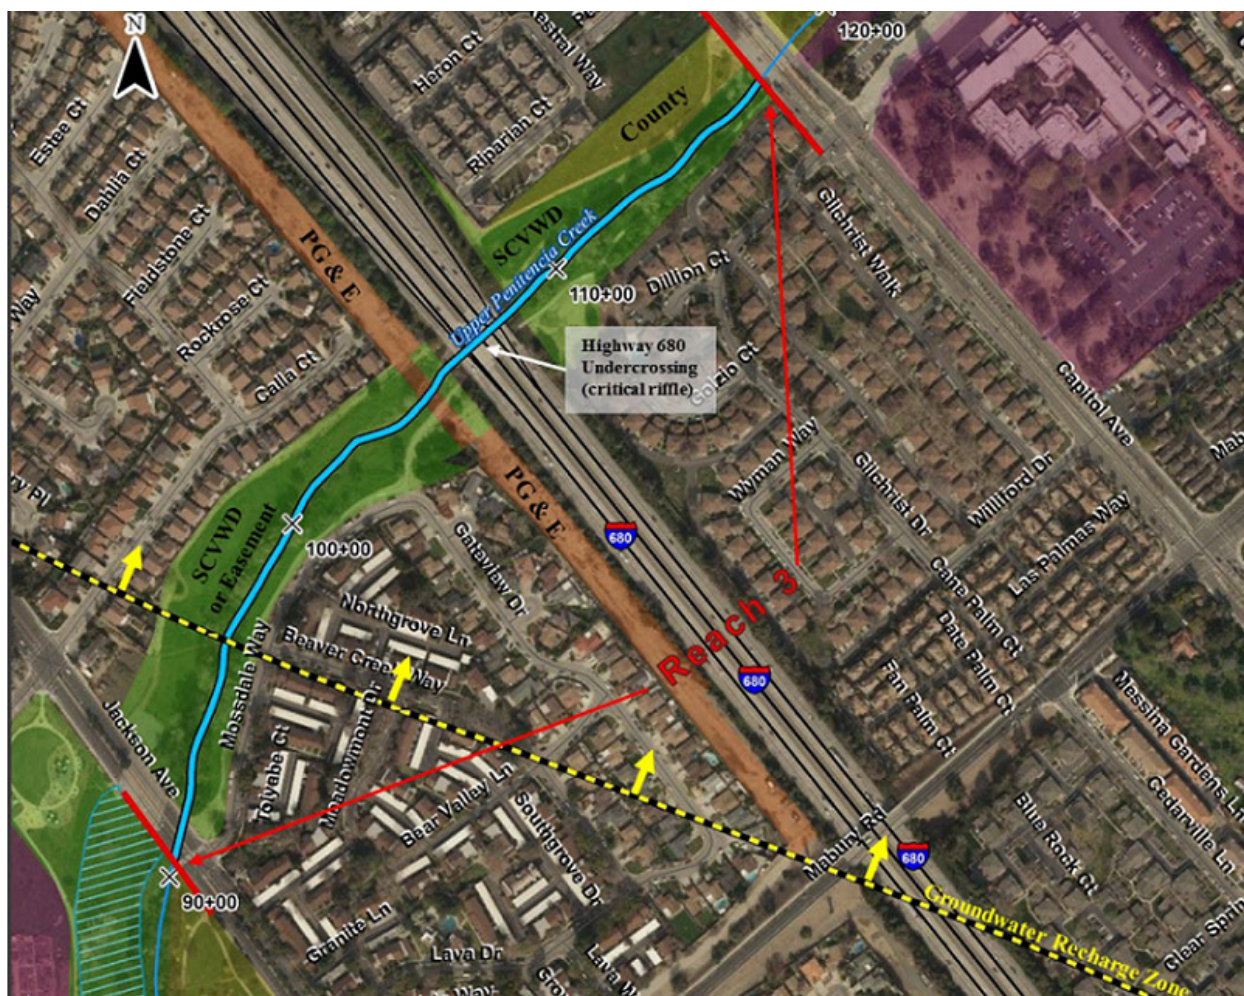 N
120+00
Kestral Way
Heron Ct
Estee Ct
County
Riparian Ct
Dahlia Ct
Gilchrist Walk
SCVWD
Fieldstone Ct
PG & E
Upper Penitencia Creek
Dillion Ct
110+00
Way
Rockrose Ct
Highway 680
Undercrossing
(critical riffle)
Calla Ct
Capitol Ave
Wyman Way
Gilchrist Dr
Williford Dr
PG & E
680
Las Palmas Way
SCVWD
or Easement
100+00
Gateview Dr
Reach 3
Cane Palm Ct
Northgrove Ln
Beaver Creek Way
Date Palm Ct
Mossdale Way
680
Fan Palm Ct
Messina Gardens Ln
Jackson Ave
Toiyabe Ct
Meadowmont Dr
Bear Valley Ln
Southgrove Dr
Mabury Rd
Blue Rock Ct
Cedarville Ln
680
90+00
Granite Ln
Lava Dr
Groundwater Recharge Zone